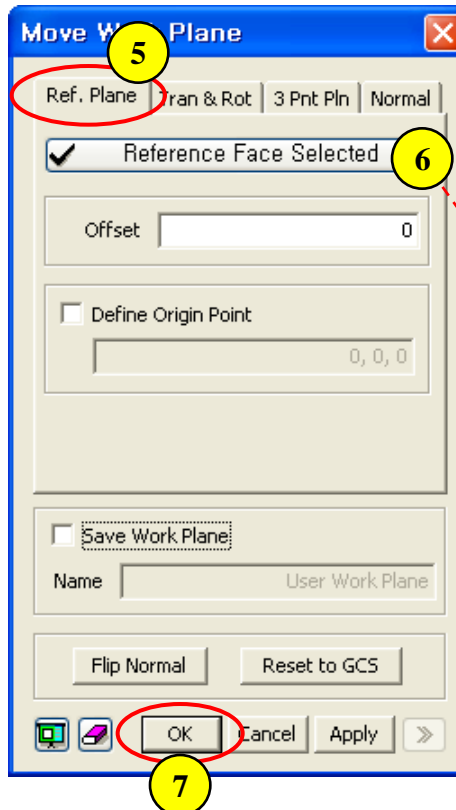 Move Work Plane
5
Ref. Plane Tran & Rot 3 Pnt Pln Normal
Reference Face Selected
6
Offset 0
Define Origin Point
0, 0, 0
Save Work Plane
Name User Work Plane
Flip Normal Reset to GCS
OK Cancel Apply
7